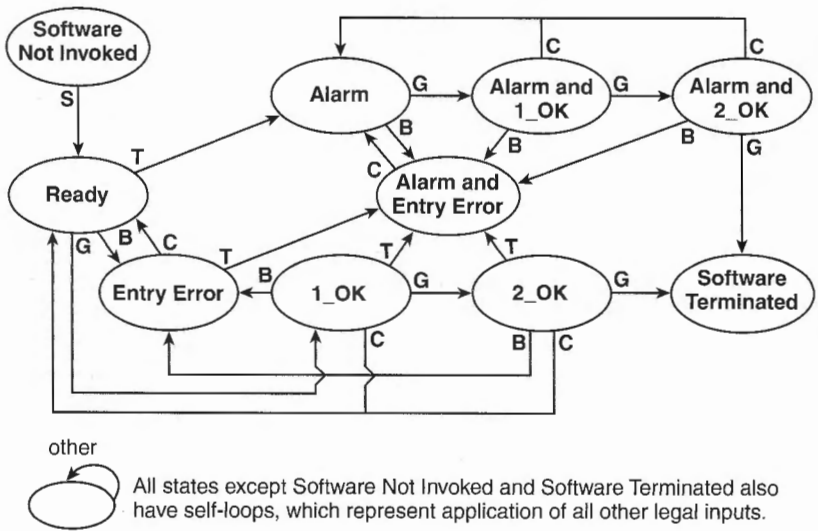 Software
Not Invoked
S
C
C
Alarm
G
Alarm and
1_OK
G
Alarm and
2_OK
B
B
B
G
T
C
Ready
Alarm and
Entry Error
G
B
C
T
T
T
Entry Error
B
1_OK
G
2_OK
G
Software
Terminated
C
B
C
other
All states except Software Not Invoked and Software Terminated also
have self-loops, which represent application of all other legal inputs.